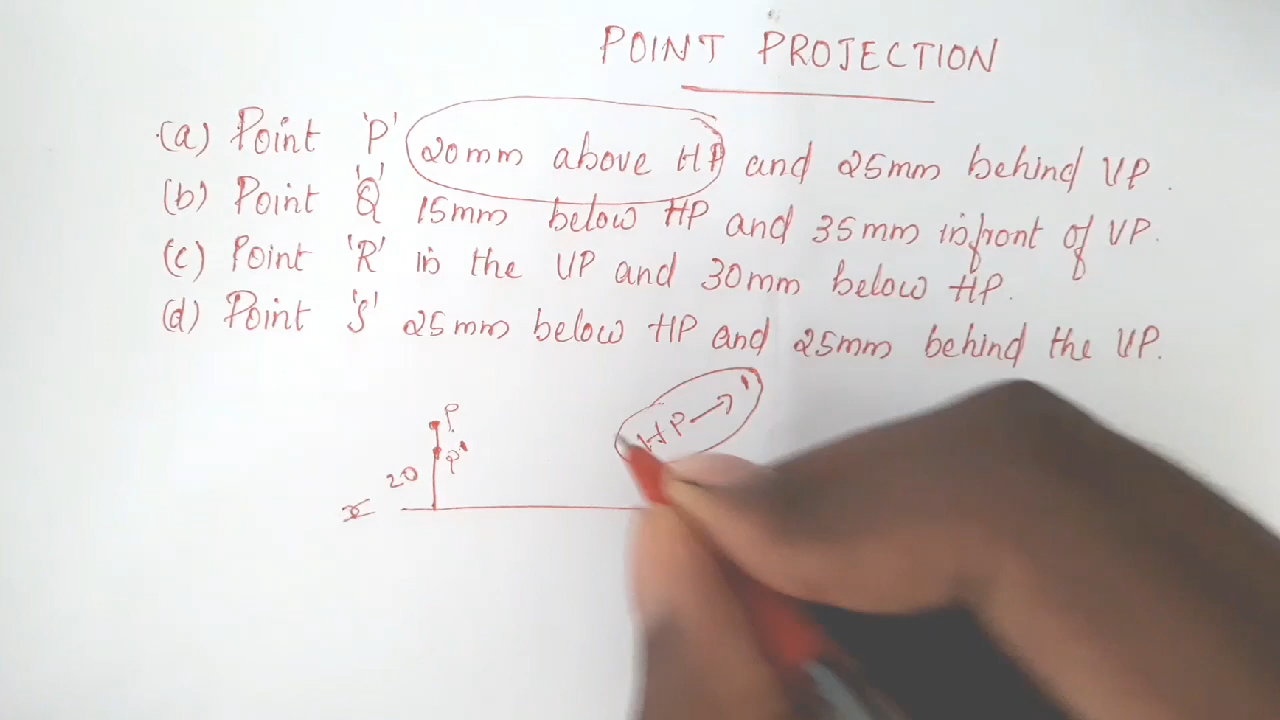 POINT PROJECTION
(a) Point 'P' 20mm above HP and 25mm behind VP.
(b) Point 'Q' 15mm below HP and 35mm infront of VP.
(c) Point 'R' in the VP and 30mm below HP.
(d) Point 'S' 25mm below HP and 25mm behind the VP.
HP → '
P
P'
20
x